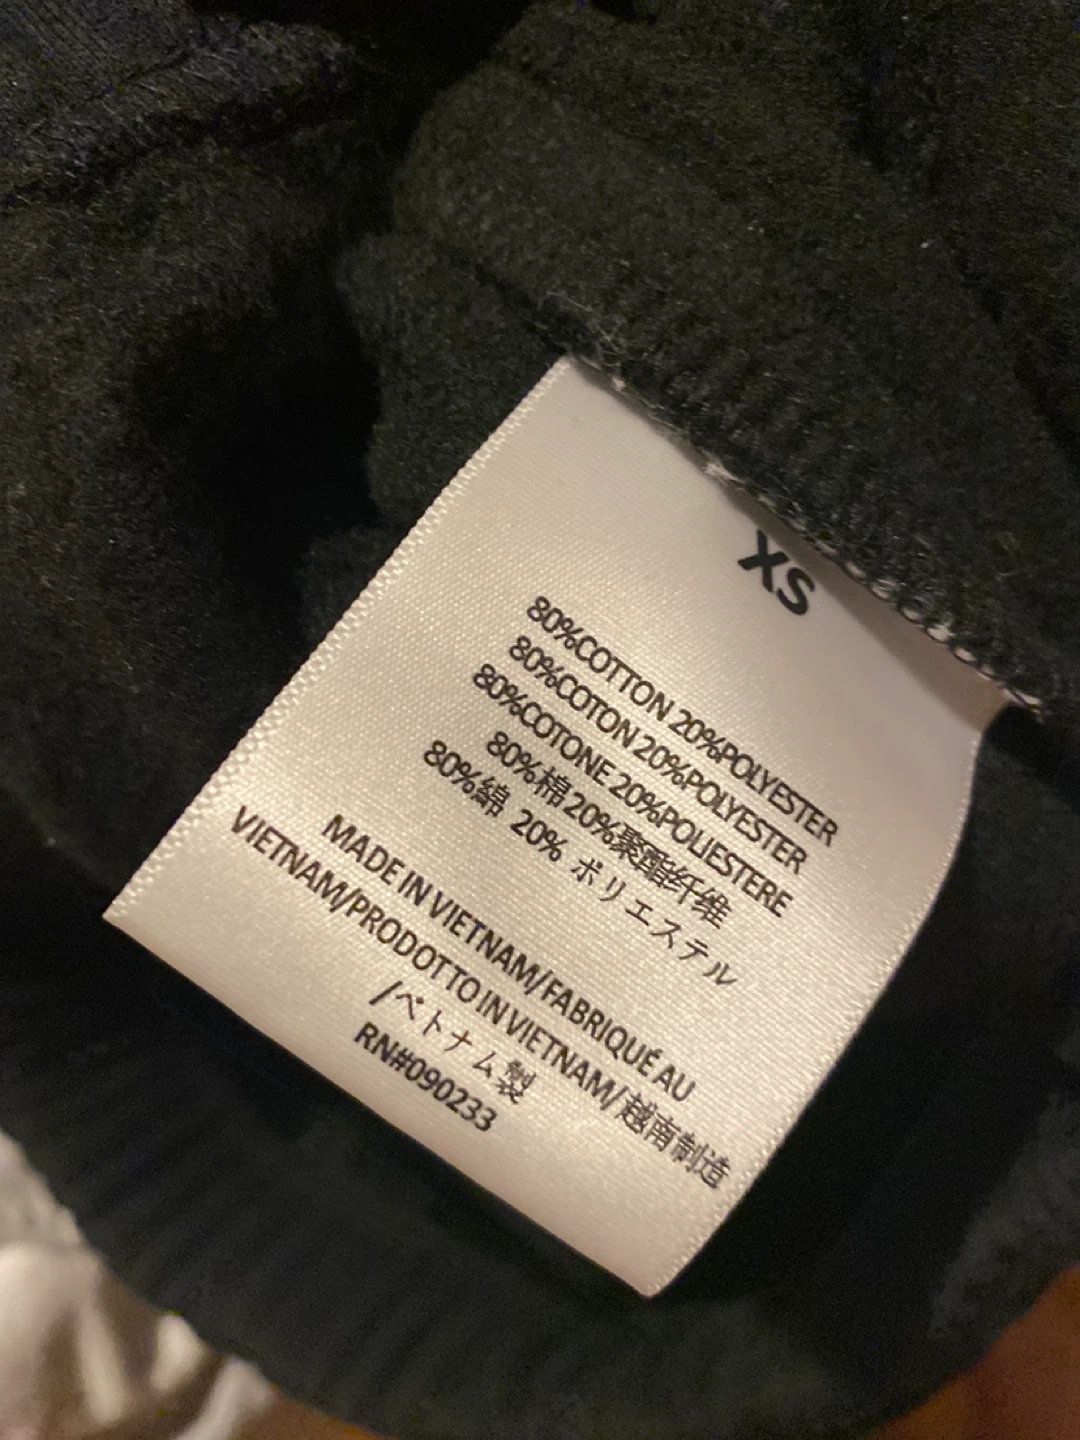 XS
80%COTTON 20%POLYESTER
80%COTON 20%POLYESTER
80%COTONE 20%POLIESTERE
80%棉 20%聚酯纤维
80%綿 20% ポリエステル
MADE IN VIETNAM/FABRIQUÉ AU
VIETNAM/PRODOTTO IN VIETNAM/越南制造
/ベトナム製
RN#090233